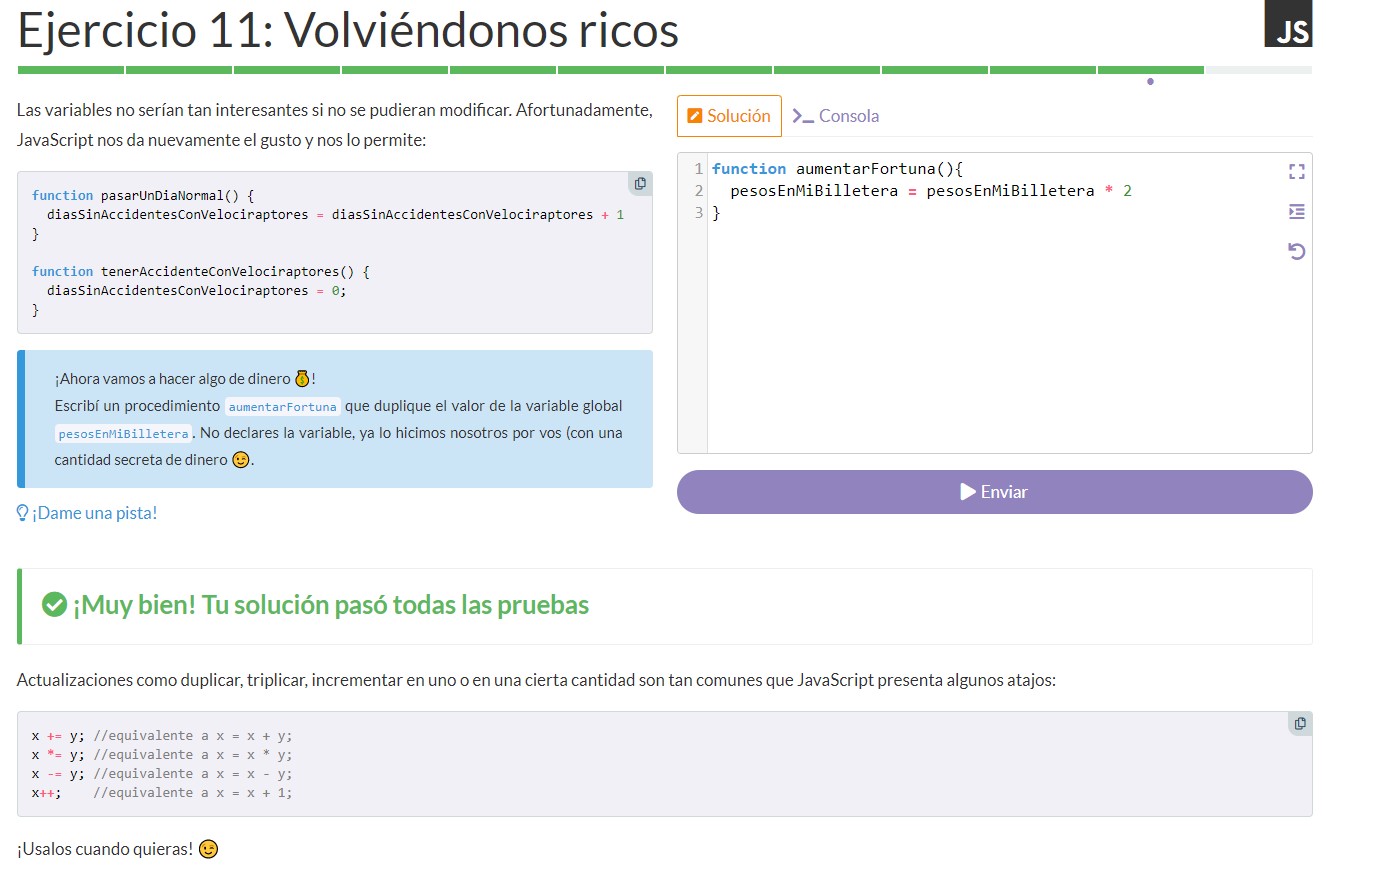 Ejercicio 11: Volviéndonos ricos
JS
Las variables no serían tan interesantes si no se pudieran modificar. Afortunadamente,
JavaScript nos da nuevamente el gusto y nos lo permite:
function pasarUnDiaNormal() {
  diasSinAccidentesConVelociraptores = diasSinAccidentesConVelociraptores + 1
}
function tenerAccidenteConVelociraptores() {
  diasSinAccidentesConVelociraptores = 0;
}
¡Ahora vamos a hacer algo de dinero 💰!
Escribí un procedimiento aumentarFortuna que duplique el valor de la variable global
pesosEnMiBilletera. No declares la variable, ya lo hicimos nosotros por vos (con una
cantidad secreta de dinero 😉.
¡Dame una pista!
Solución
Consola
1 function aumentarFortuna(){
2   pesosEnMiBilletera = pesosEnMiBilletera * 2
3 }
Enviar
¡Muy bien! Tu solución pasó todas las pruebas
Actualizaciones como duplicar, triplicar, incrementar en uno o en una cierta cantidad son tan comunes que JavaScript presenta algunos atajos:
x += y; //equivalente a x = x + y;
x *= y; //equivalente a x = x * y;
x -= y; //equivalente a x = x - y;
x++;    //equivalente a x = x + 1;
¡Usalos cuando quieras! 😉